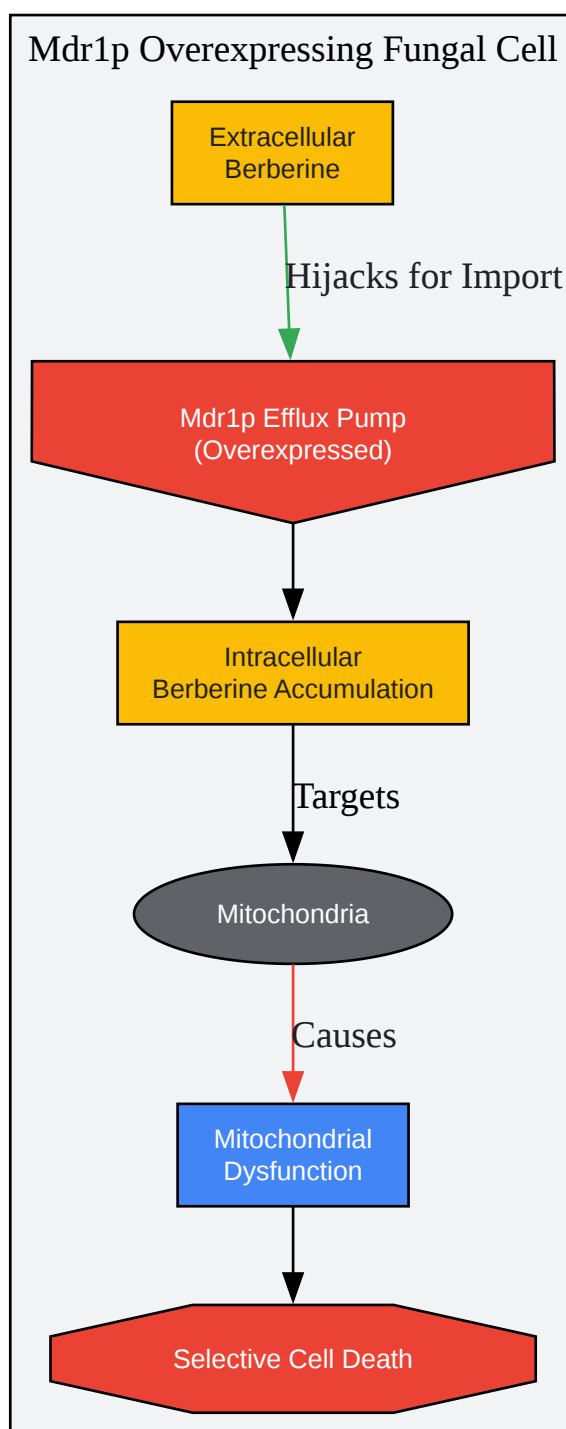 Mdr1p Overexpressing Fungal Cell
Extracellular
Berberine
Hijacks for Import
Mdr1p Efflux Pump
(Overexpressed)
Intracellular
Berberine Accumulation
Targets
Mitochondria
Causes
Mitochondrial
Dysfunction
Selective Cell Death